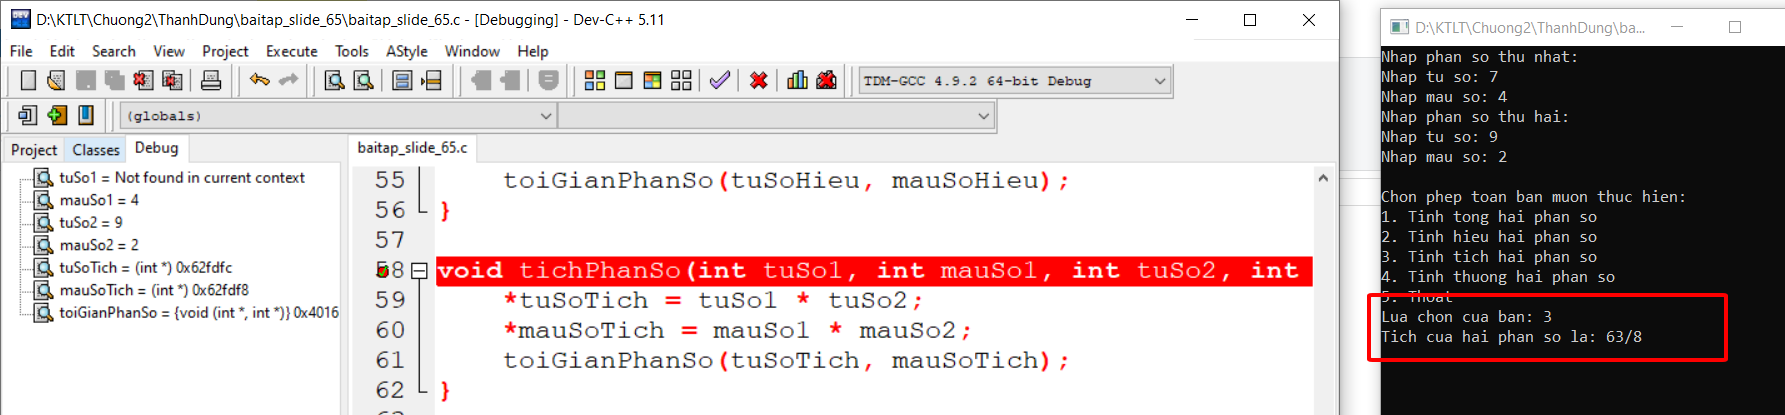 D:\KTLT\Chuong2\ThanhDung\baitap_slide_65\baitap_slide_65.c - [Debugging] - Dev-C++ 5.11
File Edit Search View Project Execute Tools AStyle Window Help
TDM-GCC 4.9.2 64-bit Debug
(globals)
Project Classes Debug
tuSo1 = Not found in current context
mauSo1 = 4
tuSo2 = 9
mauSo2 = 2
tuSoTich = (int *) 0x62fdfc
mauSoTich = (int *) 0x62fdf8
toiGianPhanSo = {void (int *, int *)} 0x4016
baitap_slide_65.c
55 toiGianPhanSo(tuSoHieu, mauSoHieu);
56 }
57
58 void tichPhanSo(int tuSo1, int mauSo1, int tuSo2, int
59 *tuSoTich = tuSo1 * tuSo2;
60 *mauSoTich = mauSo1 * mauSo2;
61 toiGianPhanSo(tuSoTich, mauSoTich);
62 }
D:\KTLT\Chuong2\ThanhDung\ba...
Nhap phan so thu nhat:
Nhap tu so: 7
Nhap mau so: 4
Nhap phan so thu hai:
Nhap tu so: 9
Nhap mau so: 2
Chon phep toan ban muon thuc hien:
1. Tinh tong hai phan so
2. Tinh hieu hai phan so
3. Tinh tich hai phan so
4. Tinh thuong hai phan so
5. Thoat
Lua chon cua ban: 3
Tich cua hai phan so la: 63/8